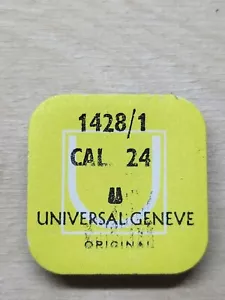 1428/1
CAL 24
UNIVERSAL GENEVE
ORIGINAL